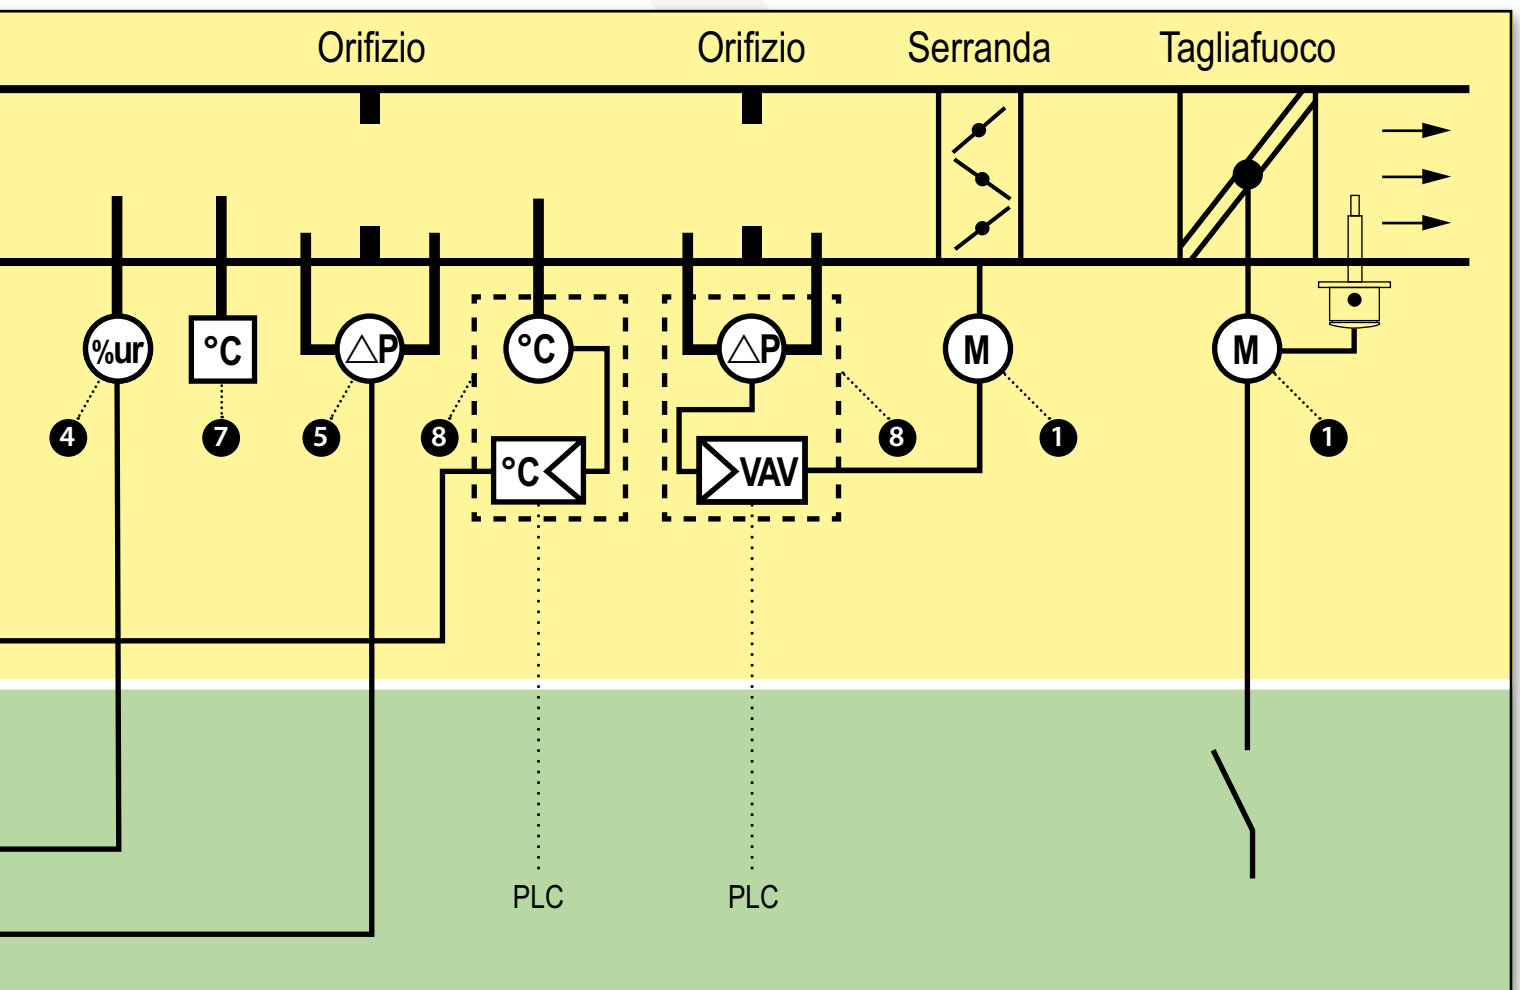 Orifizio
Orifizio
Serranda
Tagliafuoco
%ur
°C
△P
°C
△P
M
M
4
7
5
8
8
1
1
°C
VAV
PLC
PLC